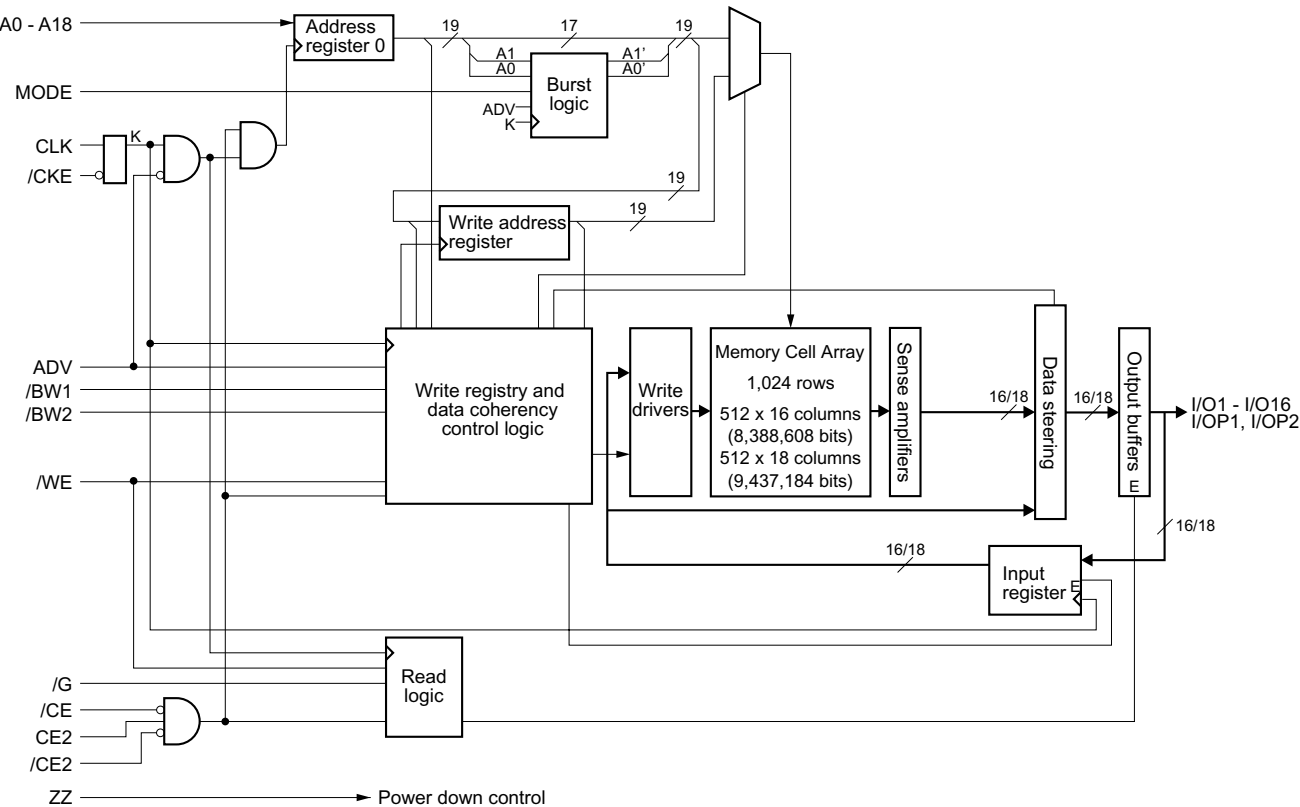 A0 - A18
Address
register 0
19
17
19
A1
A0
A1'
A0'
MODE
Burst
logic
ADV
K
CLK
K
/CKE
19
Write address
register
19
ADV
/BW1
/BW2
/WE
Write registry and
data coherency
control logic
Write
drivers
Memory Cell Array
1,024 rows
512 x 16 columns
(8,388,608 bits)
512 x 18 columns
(9,437,184 bits)
Sense amplifiers
16/18
Data steering
16/18
Output buffers
E
I/O1 - I/O16
I/OP1, I/OP2
16/18
16/18
Input
register
E
Read
logic
/G
/CE
CE2
/CE2
ZZ
Power down control